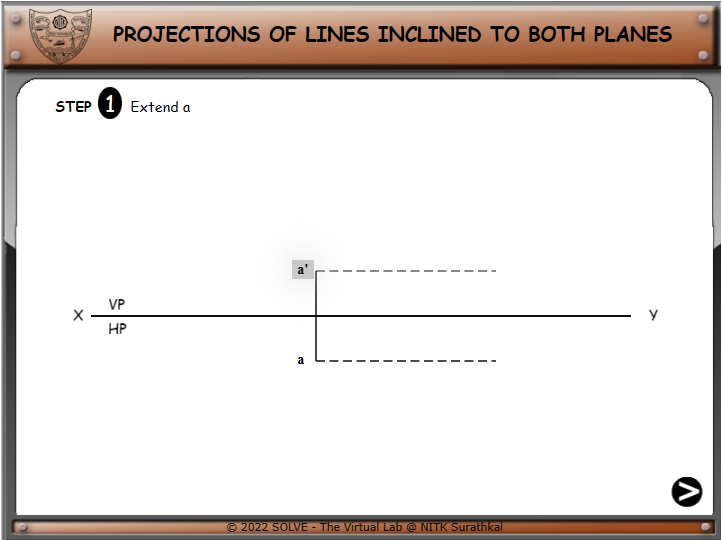 PROJECTIONS OF LINES INCLINED TO BOTH PLANES
STEP 1 Extend a
a'
VP
X Y
HP
a
>
© 2022 SOLVE - The Virtual Lab @ NITK Surathkal